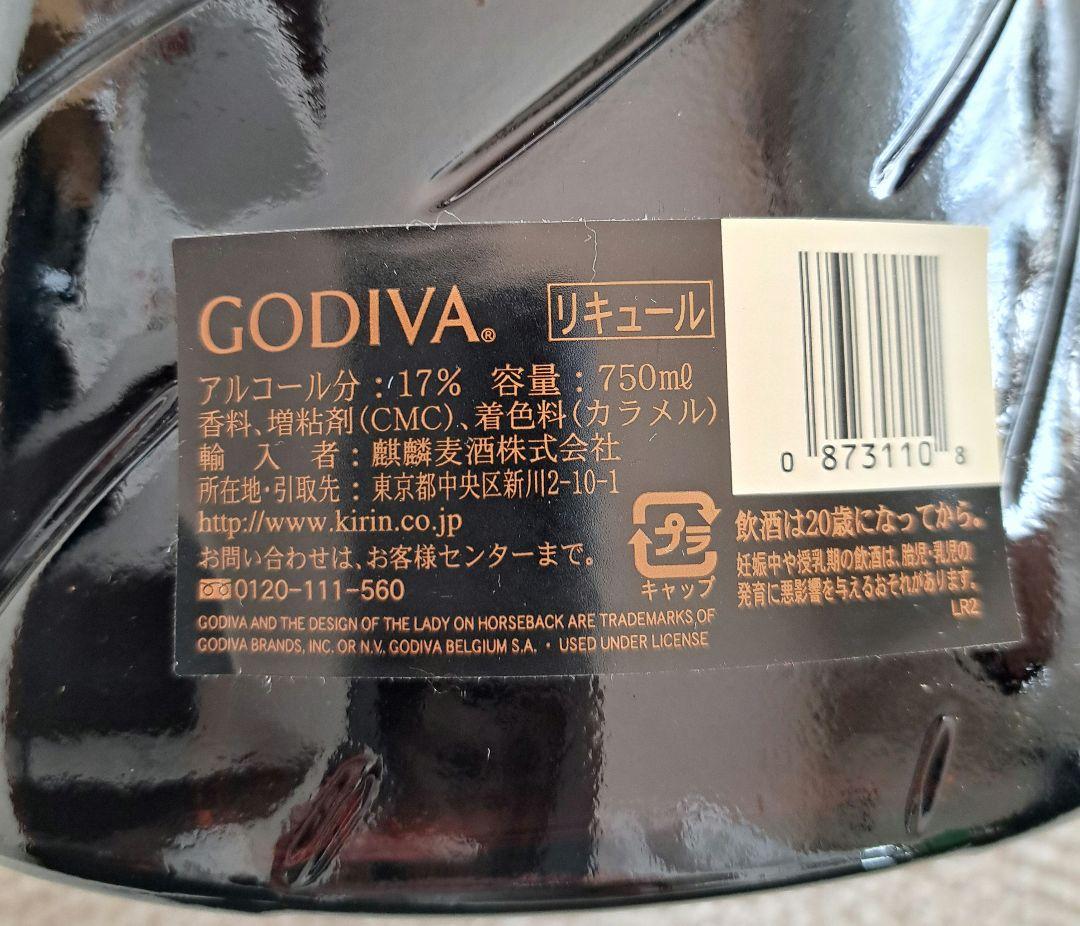 GODIVA®
リキュール
アルコール分：17% 容量：750mℓ
香料、増粘剤(CMC)、着色料(カラメル)
輸入者：麒麟麦酒株式会社
所在地・引取先：東京都中央区新川2-10-1
http://www.kirin.co.jp
お問い合わせは、お客様センターまで。
0120-111-560
GODIVA AND THE DESIGN OF THE LADY ON HORSEBACK ARE TRADEMARKS OF
GODIVA BRANDS, INC. OR N.V. GODIVA BELGIUM S.A. • USED UNDER LICENSE
プラ
キャップ
0 873110 8
飲酒は20歳になってから。
妊娠中や授乳期の飲酒は、胎児・乳児の
発育に悪影響を与えるおそれがあります。
LR2